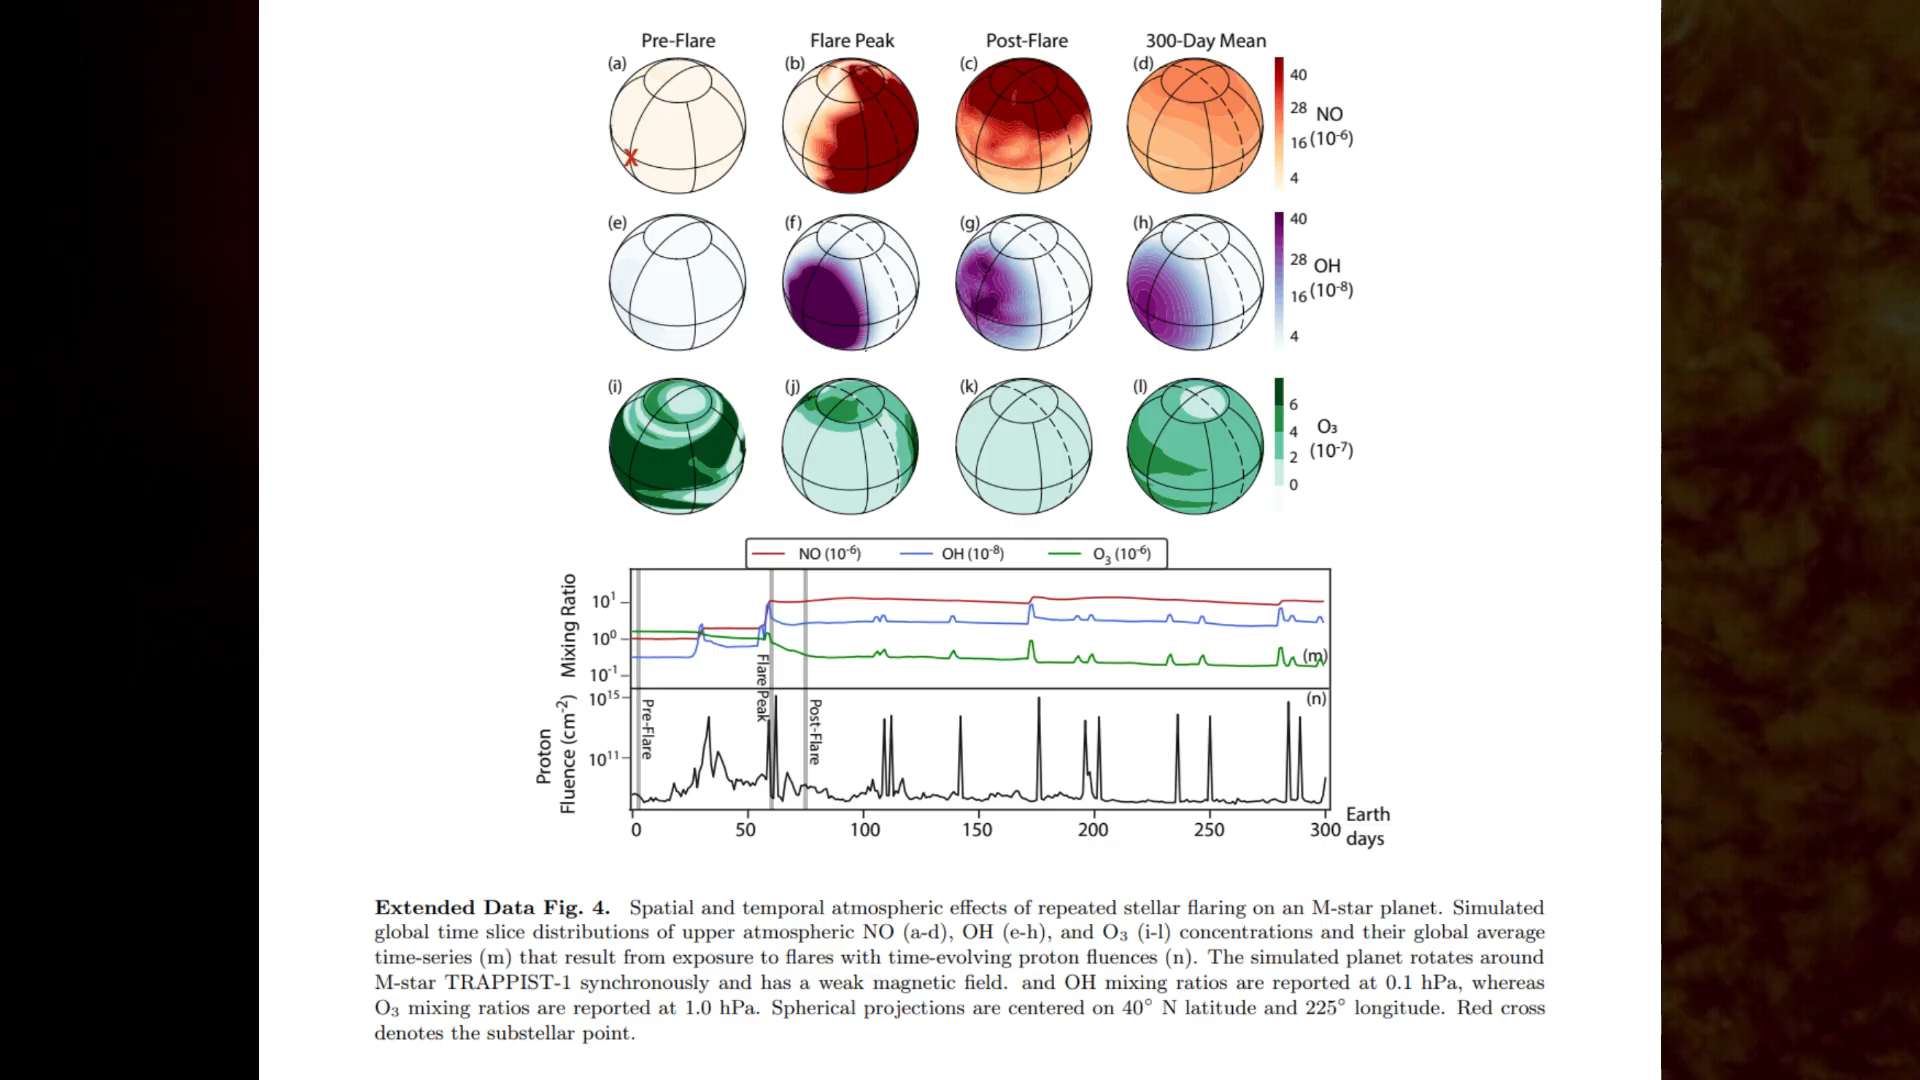 Pre-Flare Flare Peak Post-Flare 300-Day Mean
(a) (b) (c) (d)
X
40
28
16
4
NO
(10-6)
(e) (f) (g) (h)
40
28
16
4
OH
(10-8)
(i) (j) (k) (l)
6
4
2
0
O₃
(10-7)
NO (10-6) OH (10-8) O3 (10-6)
Mixing Ratio
10¹
10⁰
10-1
(m)
Proton
Fluence (cm-2)
10¹⁵
10¹¹
(n)
Pre-Flare
Flare Peak
Post-Flare
0 50 100 150 200 250 300
Earth
days
Extended Data Fig. 4. Spatial and temporal atmospheric effects of repeated stellar flaring on an M-star planet. Simulated
global time slice distributions of upper atmospheric NO (a-d), OH (e-h), and O₃ (i-l) concentrations and their global average
time-series (m) that result from exposure to flares with time-evolving proton fluences (n). The simulated planet rotates around
M-star TRAPPIST-1 synchronously and has a weak magnetic field. and OH mixing ratios are reported at 0.1 hPa, whereas
O₃ mixing ratios are reported at 1.0 hPa. Spherical projections are centered on 40° N latitude and 225° longitude. Red cross
denotes the substellar point.